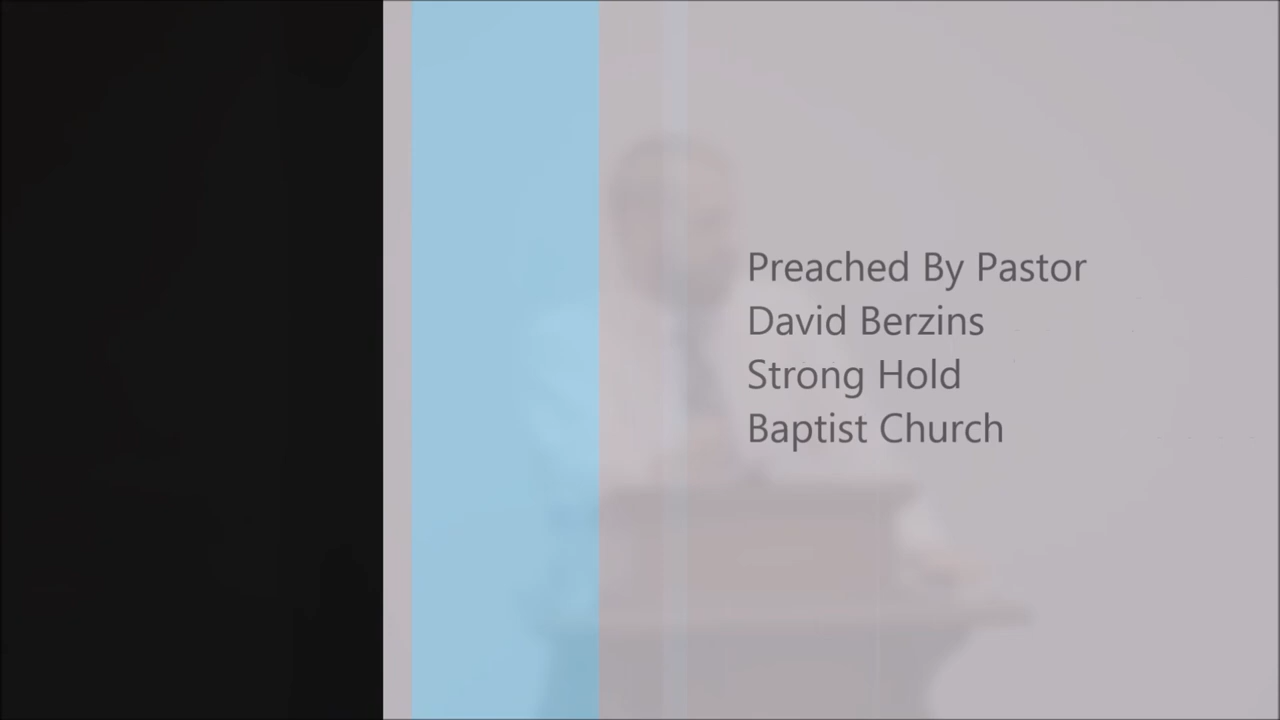 Preached By Pastor
David Berzins
Strong Hold
Baptist Church